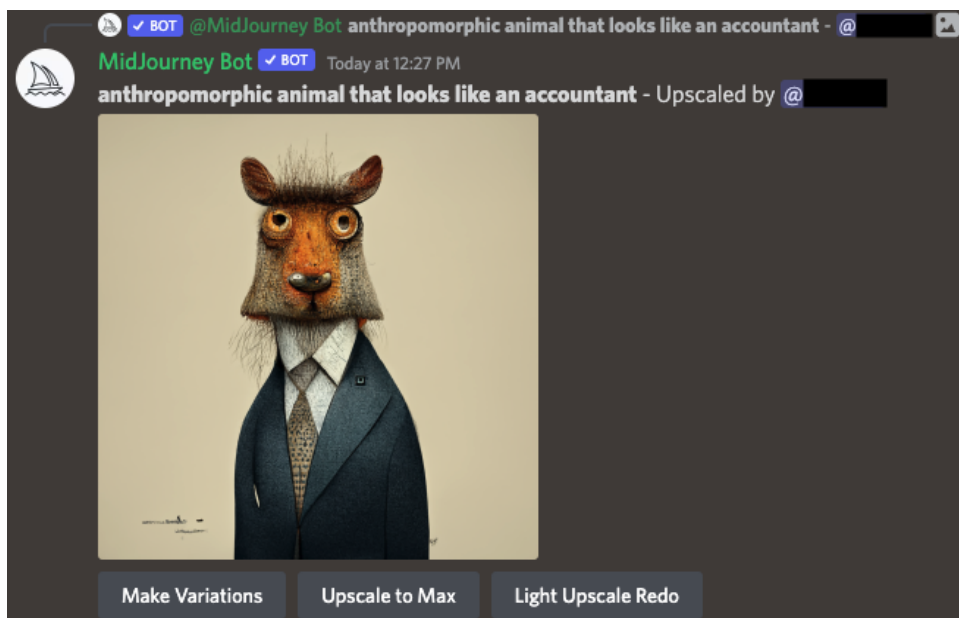 ✓ BOT @MidJourney Bot anthropomorphic animal that looks like an accountant - @
MidJourney Bot ✓ BOT Today at 12:27 PM
anthropomorphic animal that looks like an accountant - Upscaled by @
Make Variations Upscale to Max Light Upscale Redo